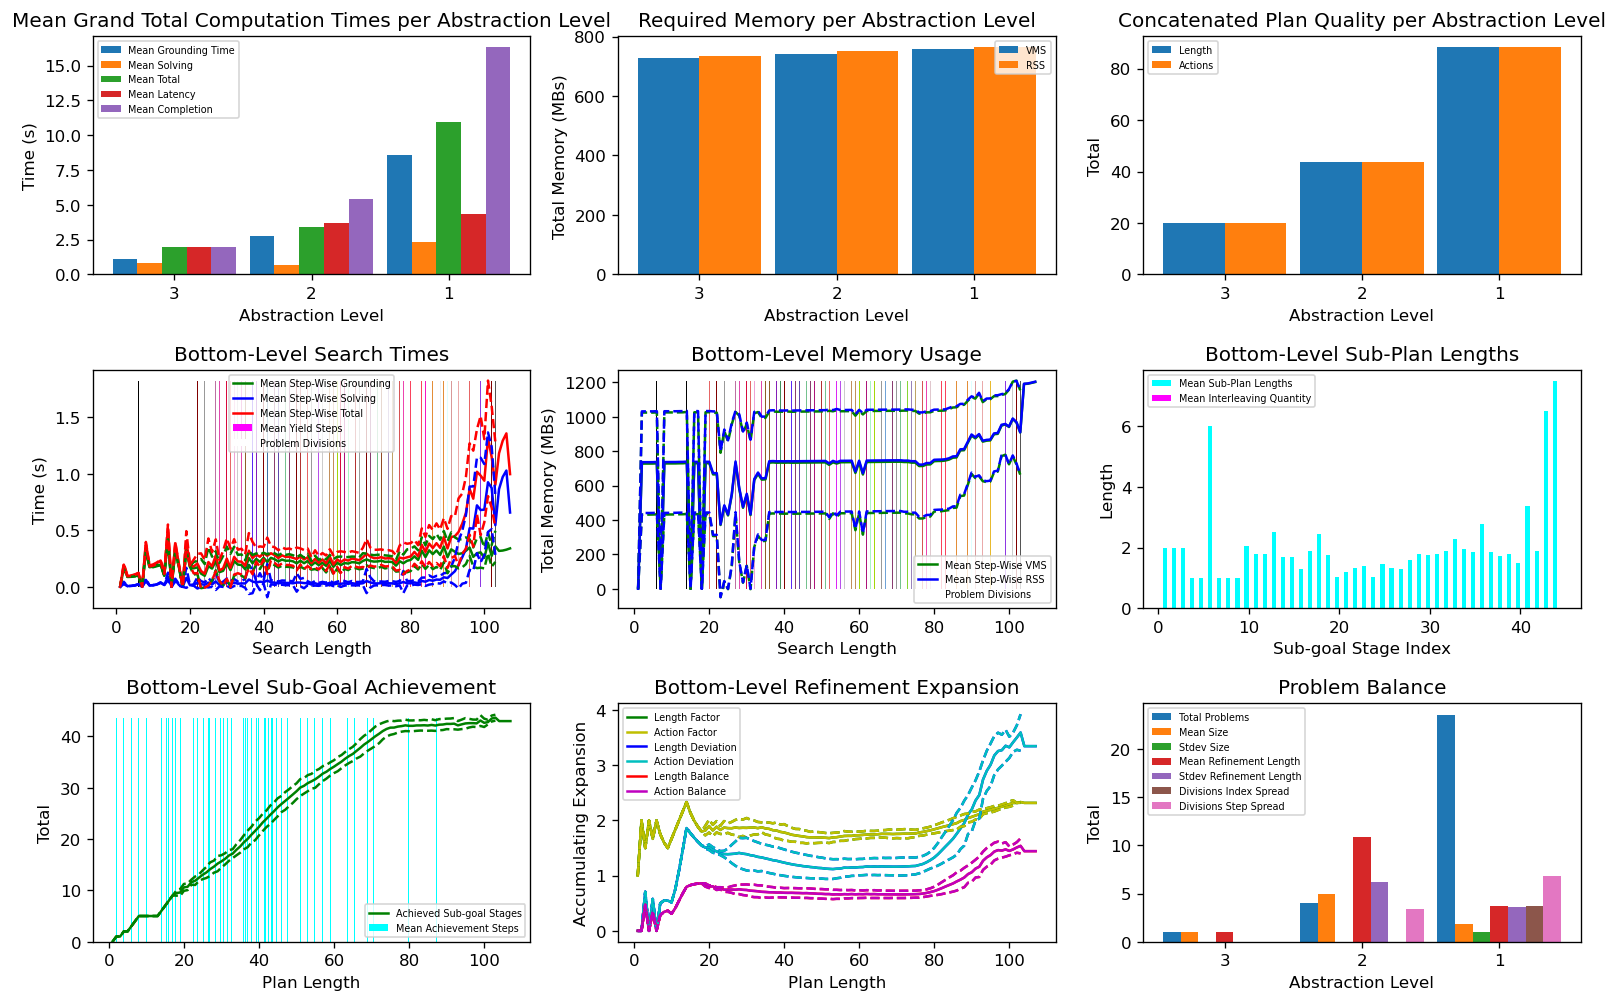 Mean Grand Total Computation Times per Abstraction Level
Mean Grounding Time
Mean Solving
Mean Total
Mean Latency
Mean Completion
15.0
12.5
10.0
7.5
5.0
2.5
0.0
Time (s)
3
2
1
Abstraction Level
Required Memory per Abstraction Level
VMS
RSS
800
600
400
200
0
Total Memory (MBs)
3
2
1
Abstraction Level
Concatenated Plan Quality per Abstraction Level
Length
Actions
80
60
40
20
0
Total
3
2
1
Abstraction Level
Bottom-Level Search Times
Mean Step-Wise Grounding
Mean Step-Wise Solving
Mean Step-Wise Total
Mean Yield Steps
Problem Divisions
1.5
1.0
0.5
0.0
Time (s)
0
20
40
60
80
100
Search Length
Bottom-Level Memory Usage
1200
1000
800
600
400
200
0
Total Memory (MBs)
Mean Step-Wise VMS
Mean Step-Wise RSS
Problem Divisions
0
20
40
60
80
100
Search Length
Bottom-Level Sub-Plan Lengths
Mean Sub-Plan Lengths
Mean Interleaving Quantity
6
4
2
0
Length
0
10
20
30
40
Sub-goal Stage Index
Bottom-Level Sub-Goal Achievement
40
30
20
10
0
Total
Achieved Sub-goal Stages
Mean Achievement Steps
0
20
40
60
80
100
Plan Length
Bottom-Level Refinement Expansion
Length Factor
Action Factor
Length Deviation
Action Deviation
Length Balance
Action Balance
4
3
2
1
0
Accumulating Expansion
0
20
40
60
80
100
Plan Length
Problem Balance
Total Problems
Mean Size
Stdev Size
Mean Refinement Length
Stdev Refinement Length
Divisions Index Spread
Divisions Step Spread
20
15
10
5
0
Total
3
2
1
Abstraction Level